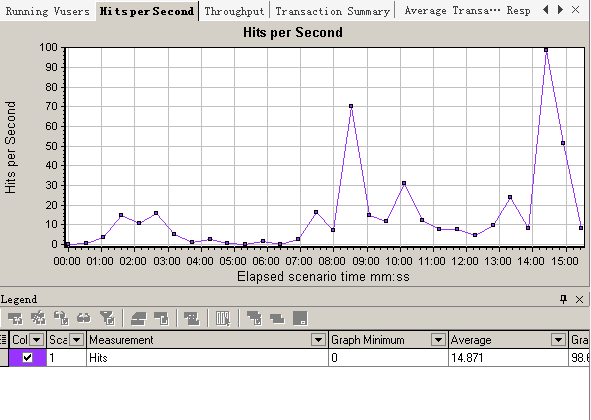 Running Vusers Hits per Second Throughput Transaction Summary Average Transa··· Resp
Hits per Second
Hits per Second
100
90
80
70
60
50
40
30
20
10
0
00:00 01:00 02:00 03:00 04:00 05:00 06:00 07:00 08:00 09:00 10:00 11:00 12:00 13:00 14:00 15:00
Elapsed scenario time mm:ss
Legend
Col Sca Measurement Graph Minimum Average Gra
1 Hits 0 14.871 98.6